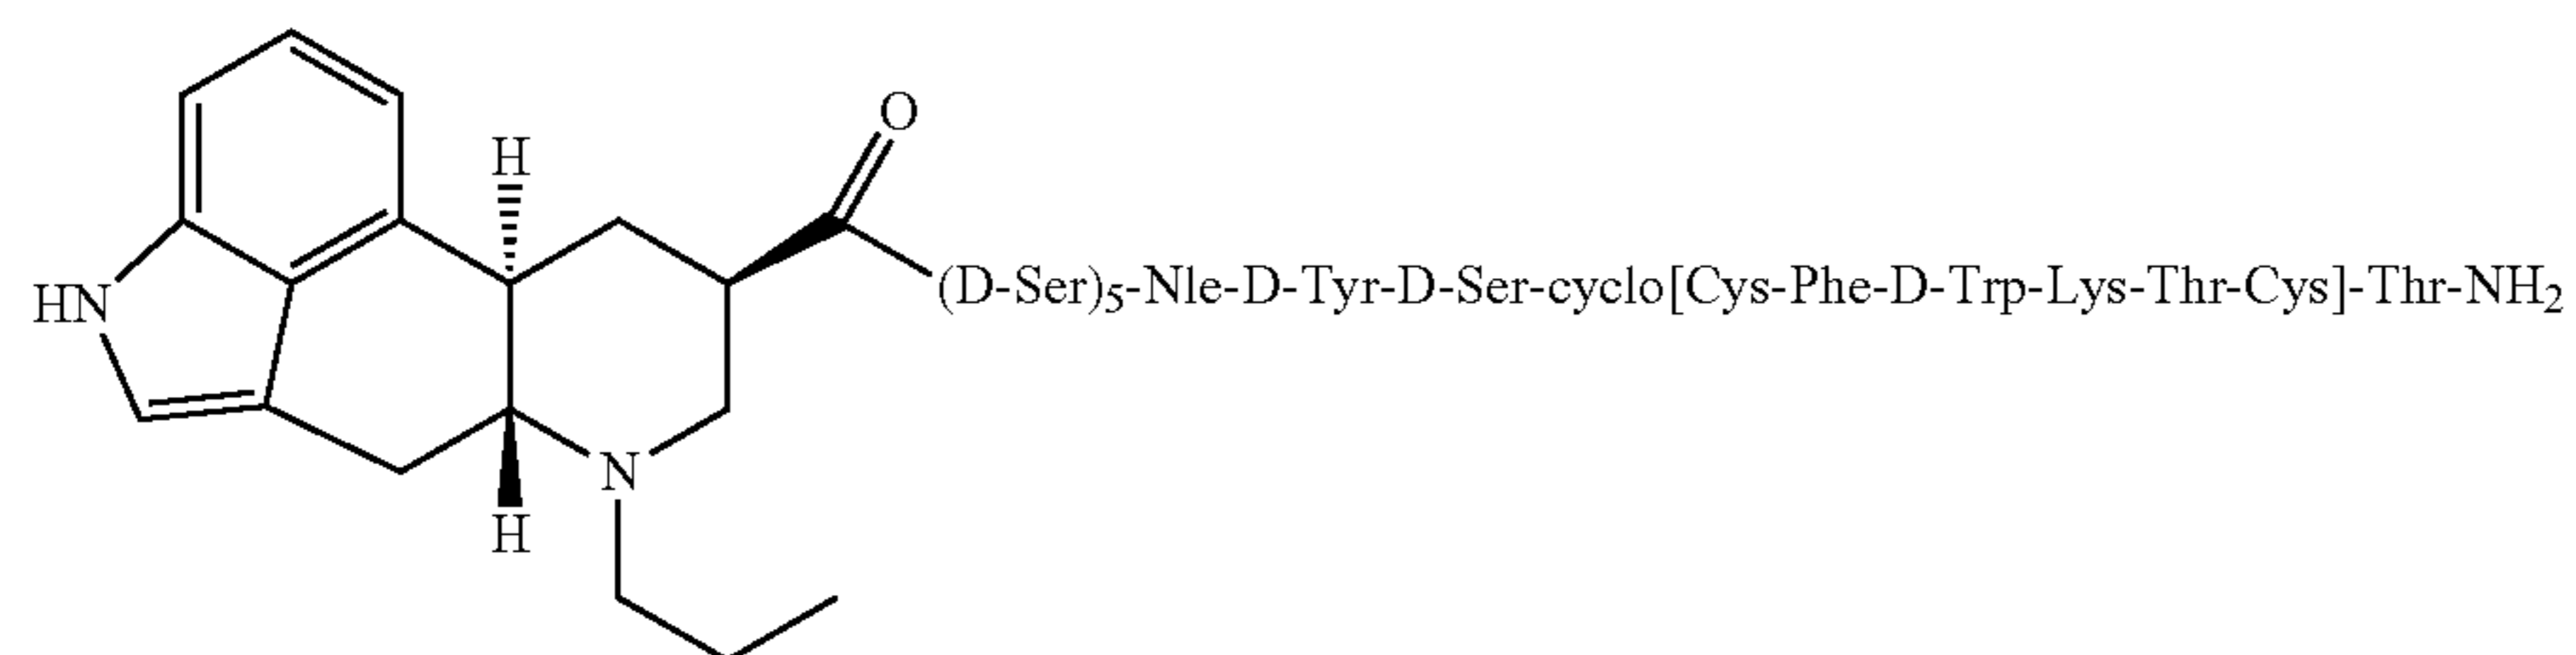 O
H
HN
(D-Ser)5-Nle-D-Tyr-D-Ser-cyclo[Cys-Phe-D-Trp-Lys-Thr-Cys]-Thr-NH2
N
H